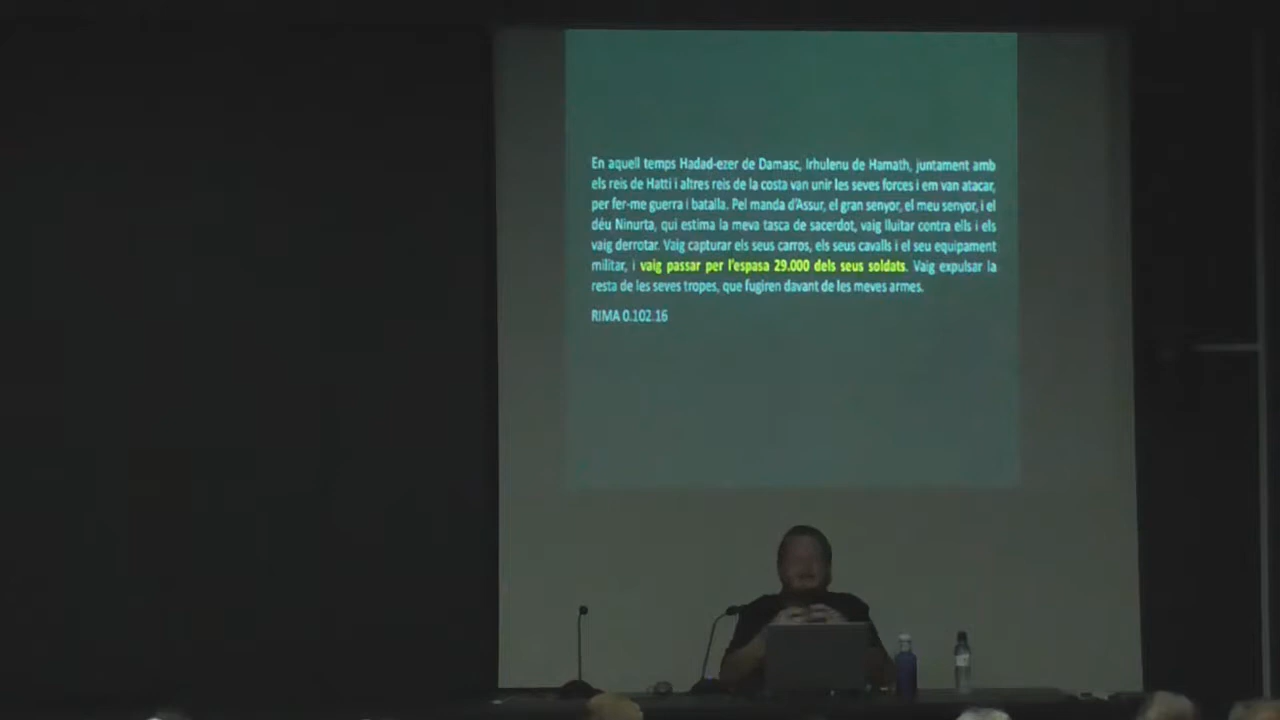 En aquell temps Hadad-ezer de Damasc, Irhulenu de Hamath, juntament amb
els reis de Hatti i altres reis de la costa van unir les seves forces i em van atacar,
per fer-me guerra i batalla. Pel manda d'Assur, el gran senyor, el meu senyor, i el
déu Ninurta, qui estima la meva tasca de sacerdot, vaig lluitar contra ells i els
vaig derrotar. Vaig capturar els seus carros, els seus cavalls i el seu equipament
militar, i vaig passar per l'espasa 29.000 dels seus soldats. Vaig expulsar la
resta de les seves tropes, que fugiren davant de les meves armes.
RIMA 0.102.16